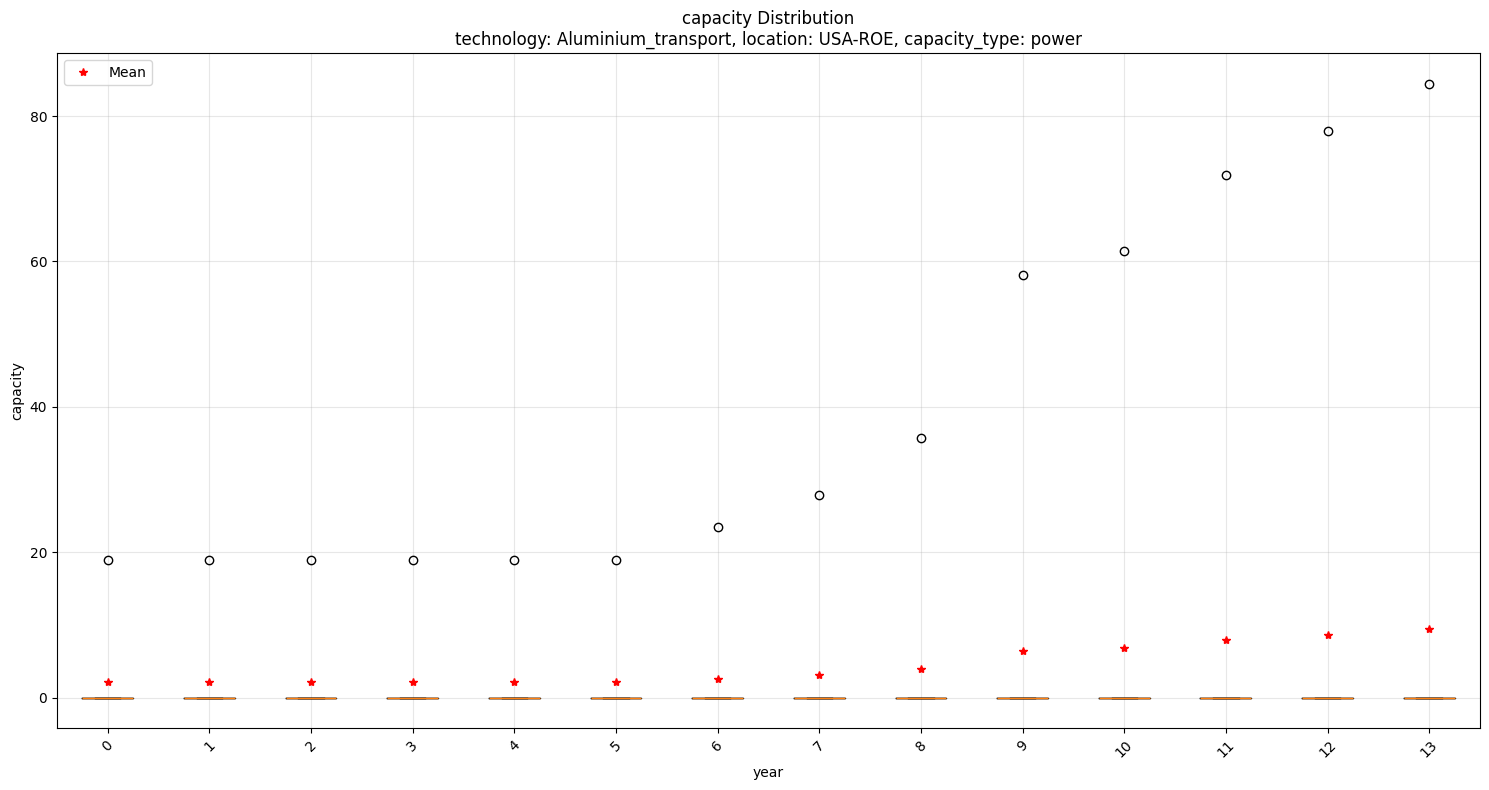 capacity Distribution
technology: Aluminium_transport, location: USA-ROE, capacity_type: power
Mean
capacity
80
60
40
20
0
0 1 2 3 4 5 6 7 8 9 10 11 12 13
year